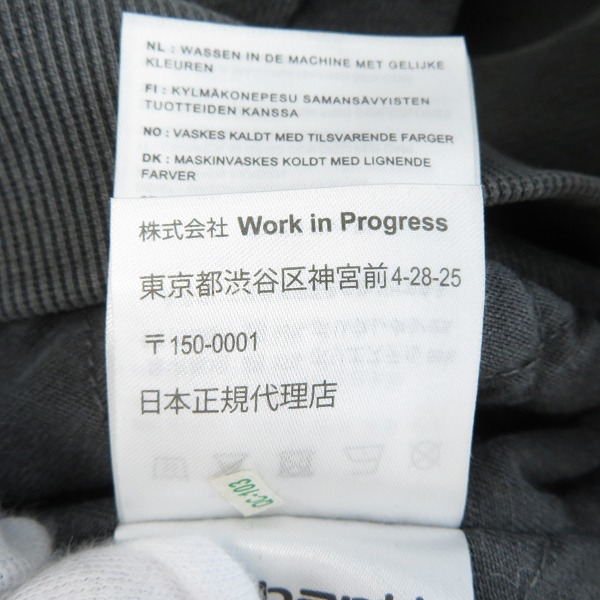 NL : WASSEN IN DE MACHINE MET GELIJKE
KLEUREN
FI : KYLMÄKONEPESU SAMANSÄVYISTEN
TUOTTEIDEN KANSSA
NO : VASKES KALDT MED TILSVARENDE FARGER
DK : MASKINVASKES KOLDT MED LIGNENDE
FARVER
株式会社 Work in Progress
東京都渋谷区神宮前4-28-25
〒150-0001
日本正規代理店
QC-103